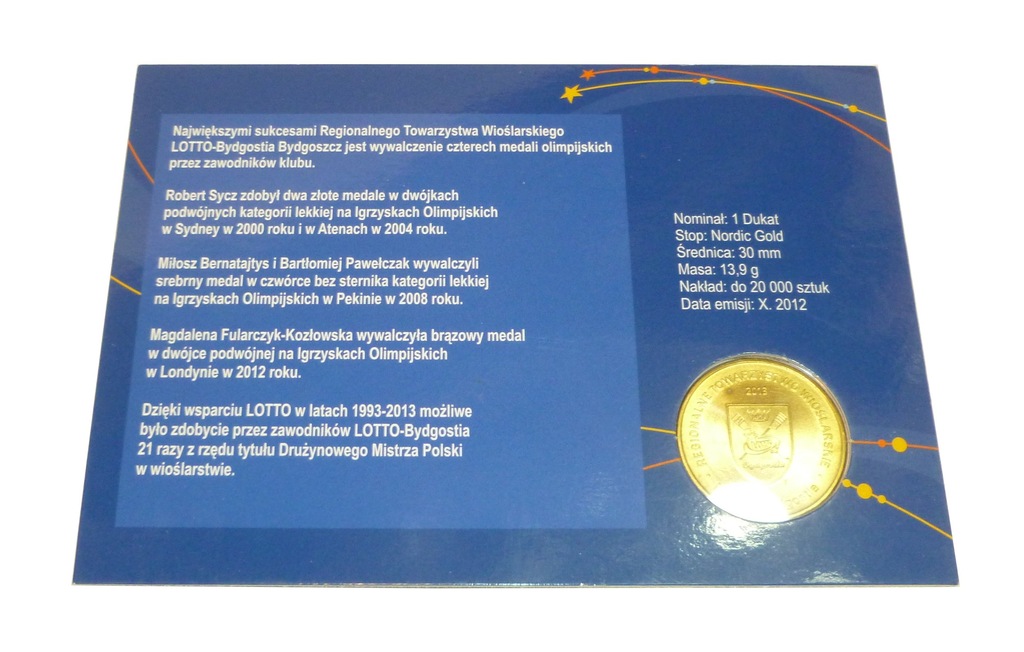 Największymi sukcesami Regionalnego Towarzystwa Wioślarskiego
LOTTO-Bydgostia Bydgoszcz jest wywalczenie czterech medali olimpijskich
przez zawodników klubu.
Robert Sycz zdobył dwa złote medale w dwójkach
podwójnych kategorii lekkiej na Igrzyskach Olimpijskich
w Sydney w 2000 roku i w Atenach w 2004 roku.
Miłosz Bernatajtys i Bartłomiej Pawełczak wywalczyli
srebrny medal w czwórce bez sternika kategorii lekkiej
na Igrzyskach Olimpijskich w Pekinie w 2008 roku.
Magdalena Fularczyk-Kozłowska wywalczyła brązowy medal
w dwójce podwójnej na Igrzyskach Olimpijskich
w Londynie w 2012 roku.
Dzięki wsparciu LOTTO w latach 1993-2013 możliwe
było zdobycie przez zawodników LOTTO-Bydgostia
21 razy z rzędu tytułu Drużynowego Mistrza Polski
w wioślarstwie.
Nominał: 1 Dukat
Stop: Nordic Gold
Średnica: 30 mm
Masa: 13,9 g
Nakład: do 20 000 sztuk
Data emisji: X. 2012
REGIONALNE TOWARZYSTWO WIOŚLARSKIE
2013